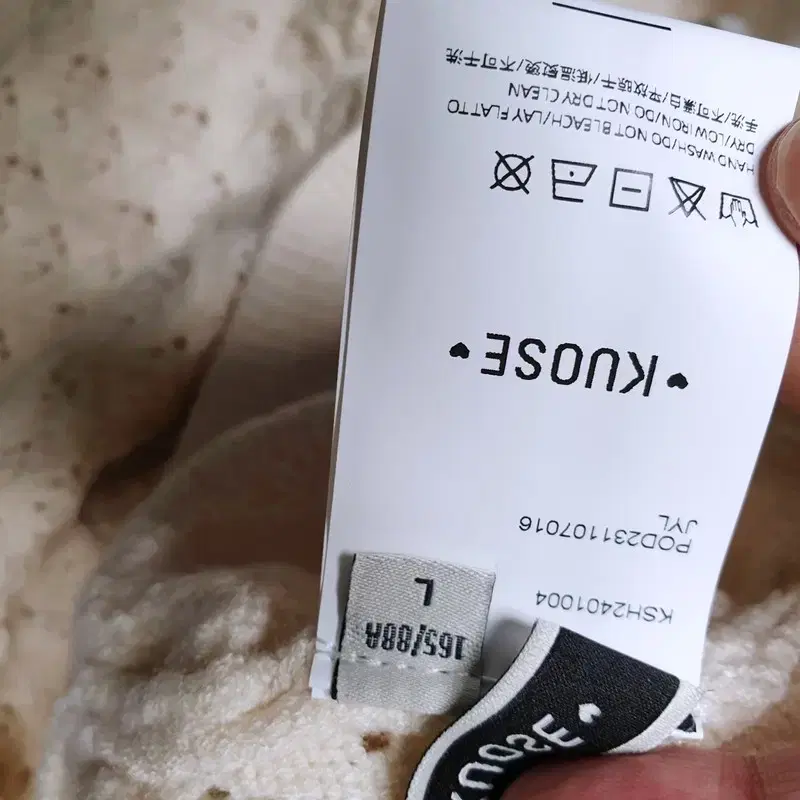 165/88A
L
KUOSE
KSH2401004
POD231107016
JYL
KUOSE
HAND WASH/DO NOT BLEACH/LAY FLAT TO
DRY/LOW IRON/DO NOT DRY CLEAN
手洗/不可漂白/平放晾干/低温熨烫/不可干洗